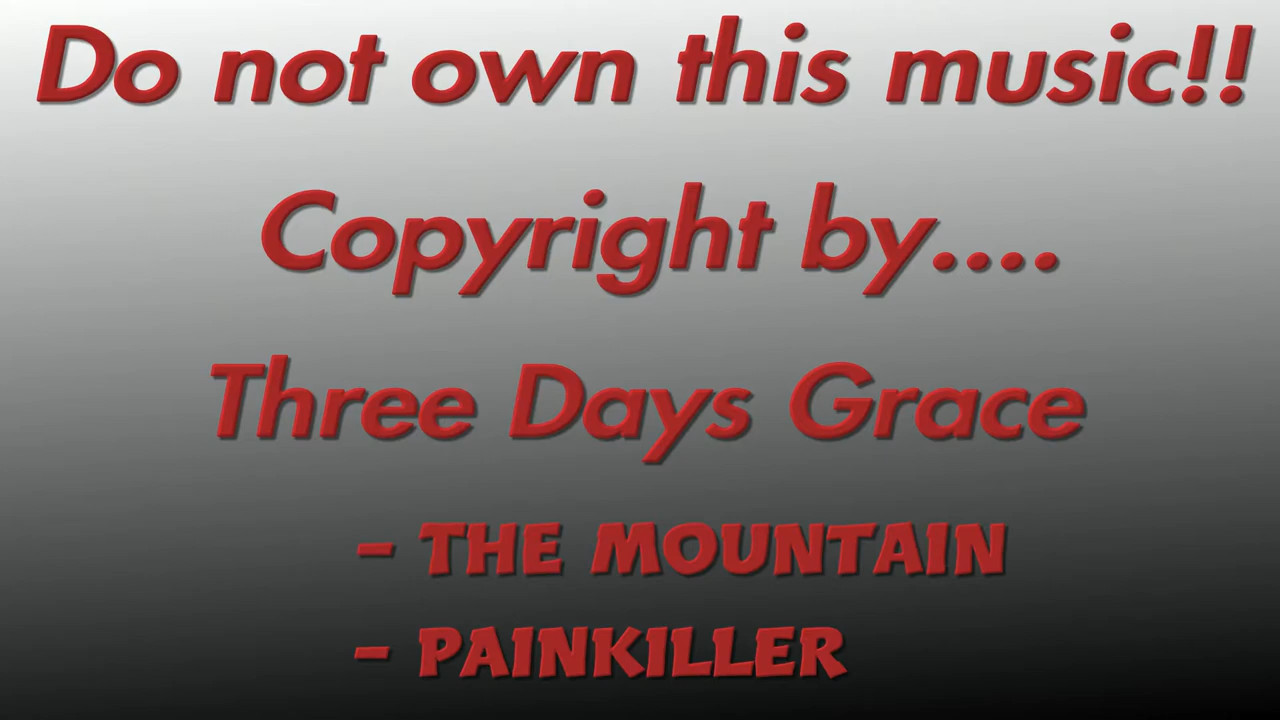 Do not own this music!!
Copyright by....
Three Days Grace
- THE MOUNTAIN
- PAINKILLER